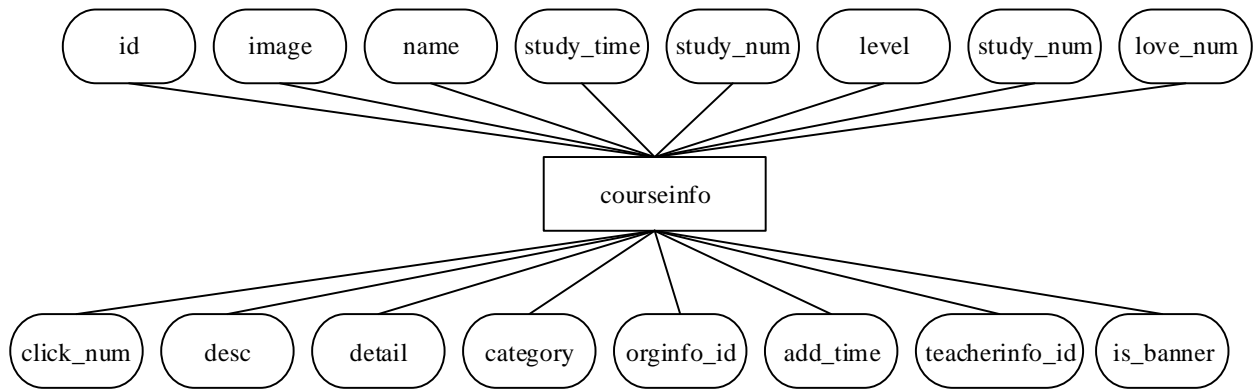 id
image
name
study_time
study_num
level
study_num
love_num
courseinfo
click_num
desc
detail
category
orginfo_id
add_time
teacherinfo_id
is_banner